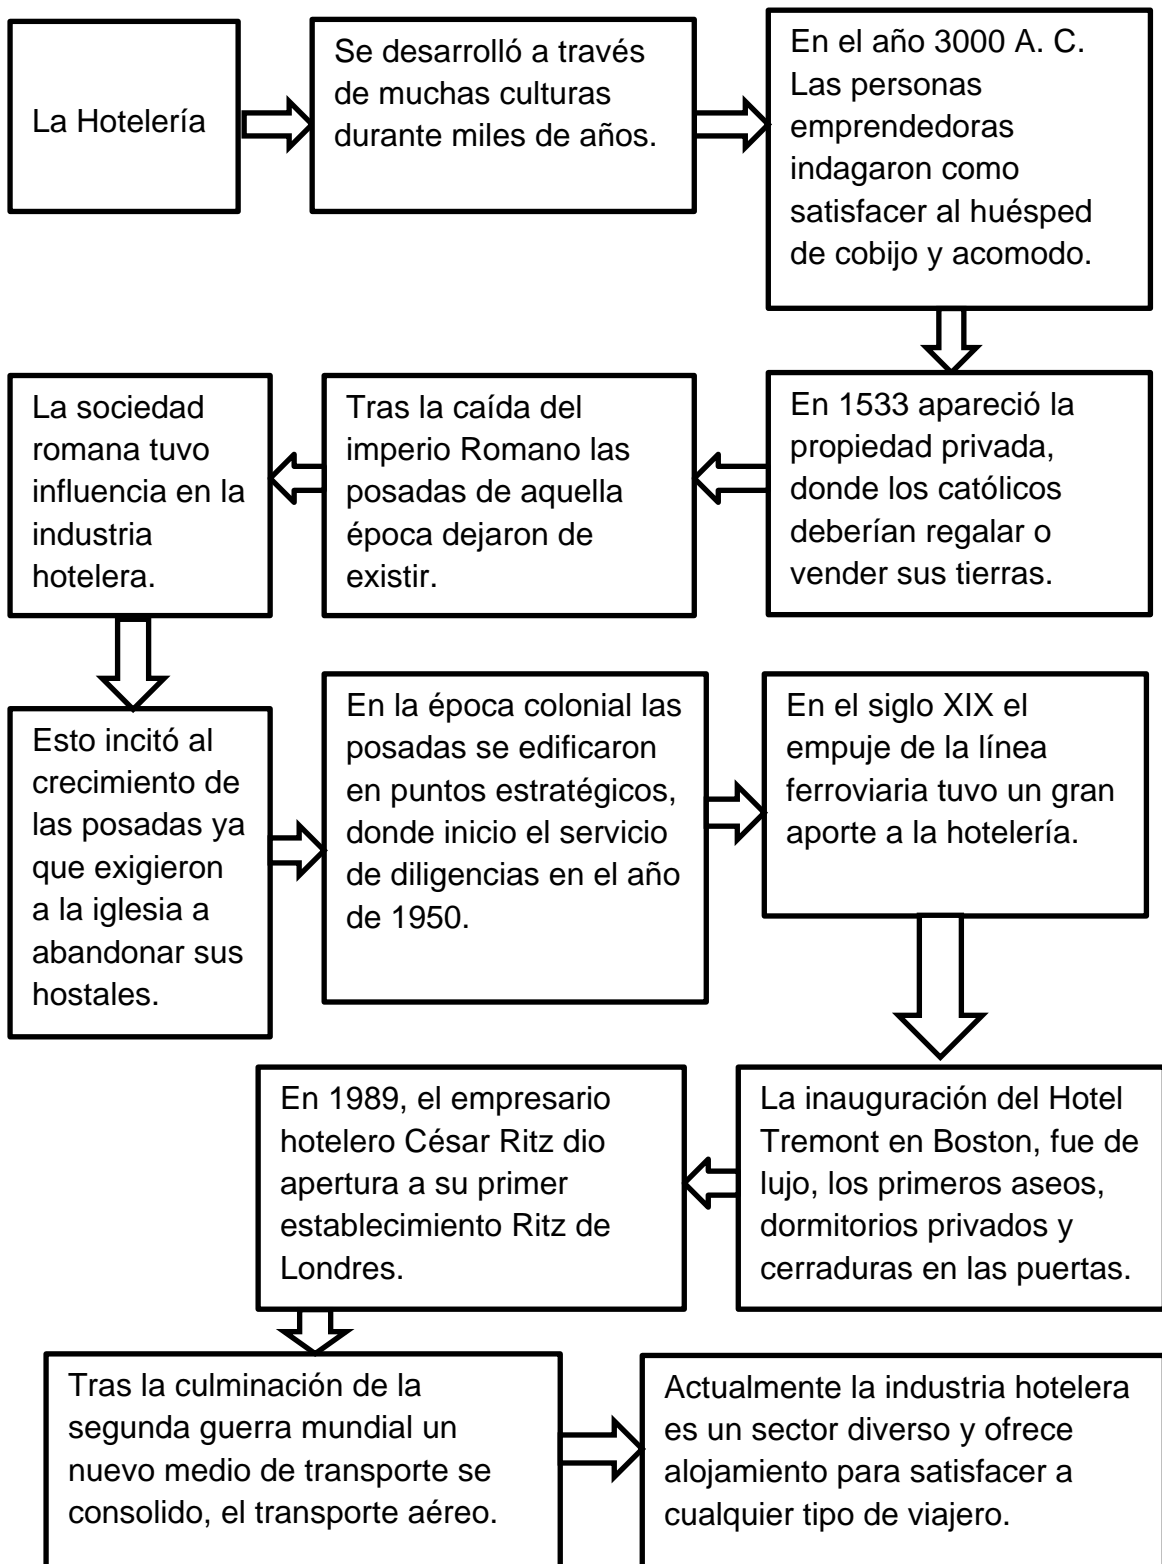 La Hotelería
Se desarrolló a través
de muchas culturas
durante miles de años.
En el año 3000 A. C.
Las personas
emprendedoras
indagaron como
satisfacer al huésped
de cobijo y acomodo.
En 1533 apareció la
propiedad privada,
donde los católicos
deberían regalar o
vender sus tierras.
Tras la caída del
imperio Romano las
posadas de aquella
época dejaron de
existir.
La sociedad
romana tuvo
influencia en la
industria
hotelera.
Esto incitó al
crecimiento de
las posadas ya
que exigieron
a la iglesia a
abandonar sus
hostales.
En la época colonial las
posadas se edificaron
en puntos estratégicos,
donde inicio el servicio
de diligencias en el año
de 1950.
En el siglo XIX el
empuje de la línea
ferroviaria tuvo un gran
aporte a la hotelería.
La inauguración del Hotel
Tremont en Boston, fue de
lujo, los primeros aseos,
dormitorios privados y
cerraduras en las puertas.
En 1989, el empresario
hotelero César Ritz dio
apertura a su primer
establecimiento Ritz de
Londres.
Tras la culminación de la
segunda guerra mundial un
nuevo medio de transporte se
consolido, el transporte aéreo.
Actualmente la industria hotelera
es un sector diverso y ofrece
alojamiento para satisfacer a
cualquier tipo de viajero.